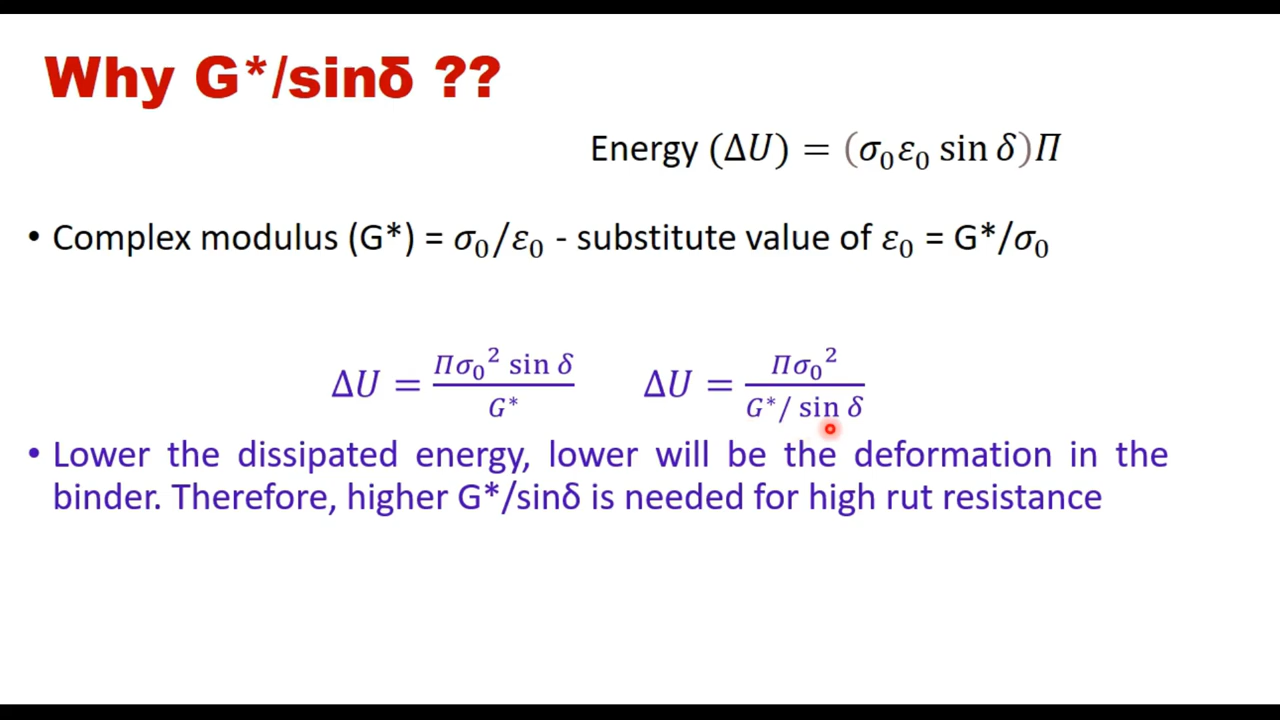 Why G*/sinδ ??
Energy (ΔU) = (σ₀ε₀ sin δ)Π
• Complex modulus (G*) = σ₀/ε₀ - substitute value of ε₀ = G*/σ₀
ΔU = Πσ₀² sin δ / G* ΔU = Πσ₀² / G*/ sin δ
• Lower the dissipated energy, lower will be the deformation in the
binder. Therefore, higher G*/sinδ is needed for high rut resistance